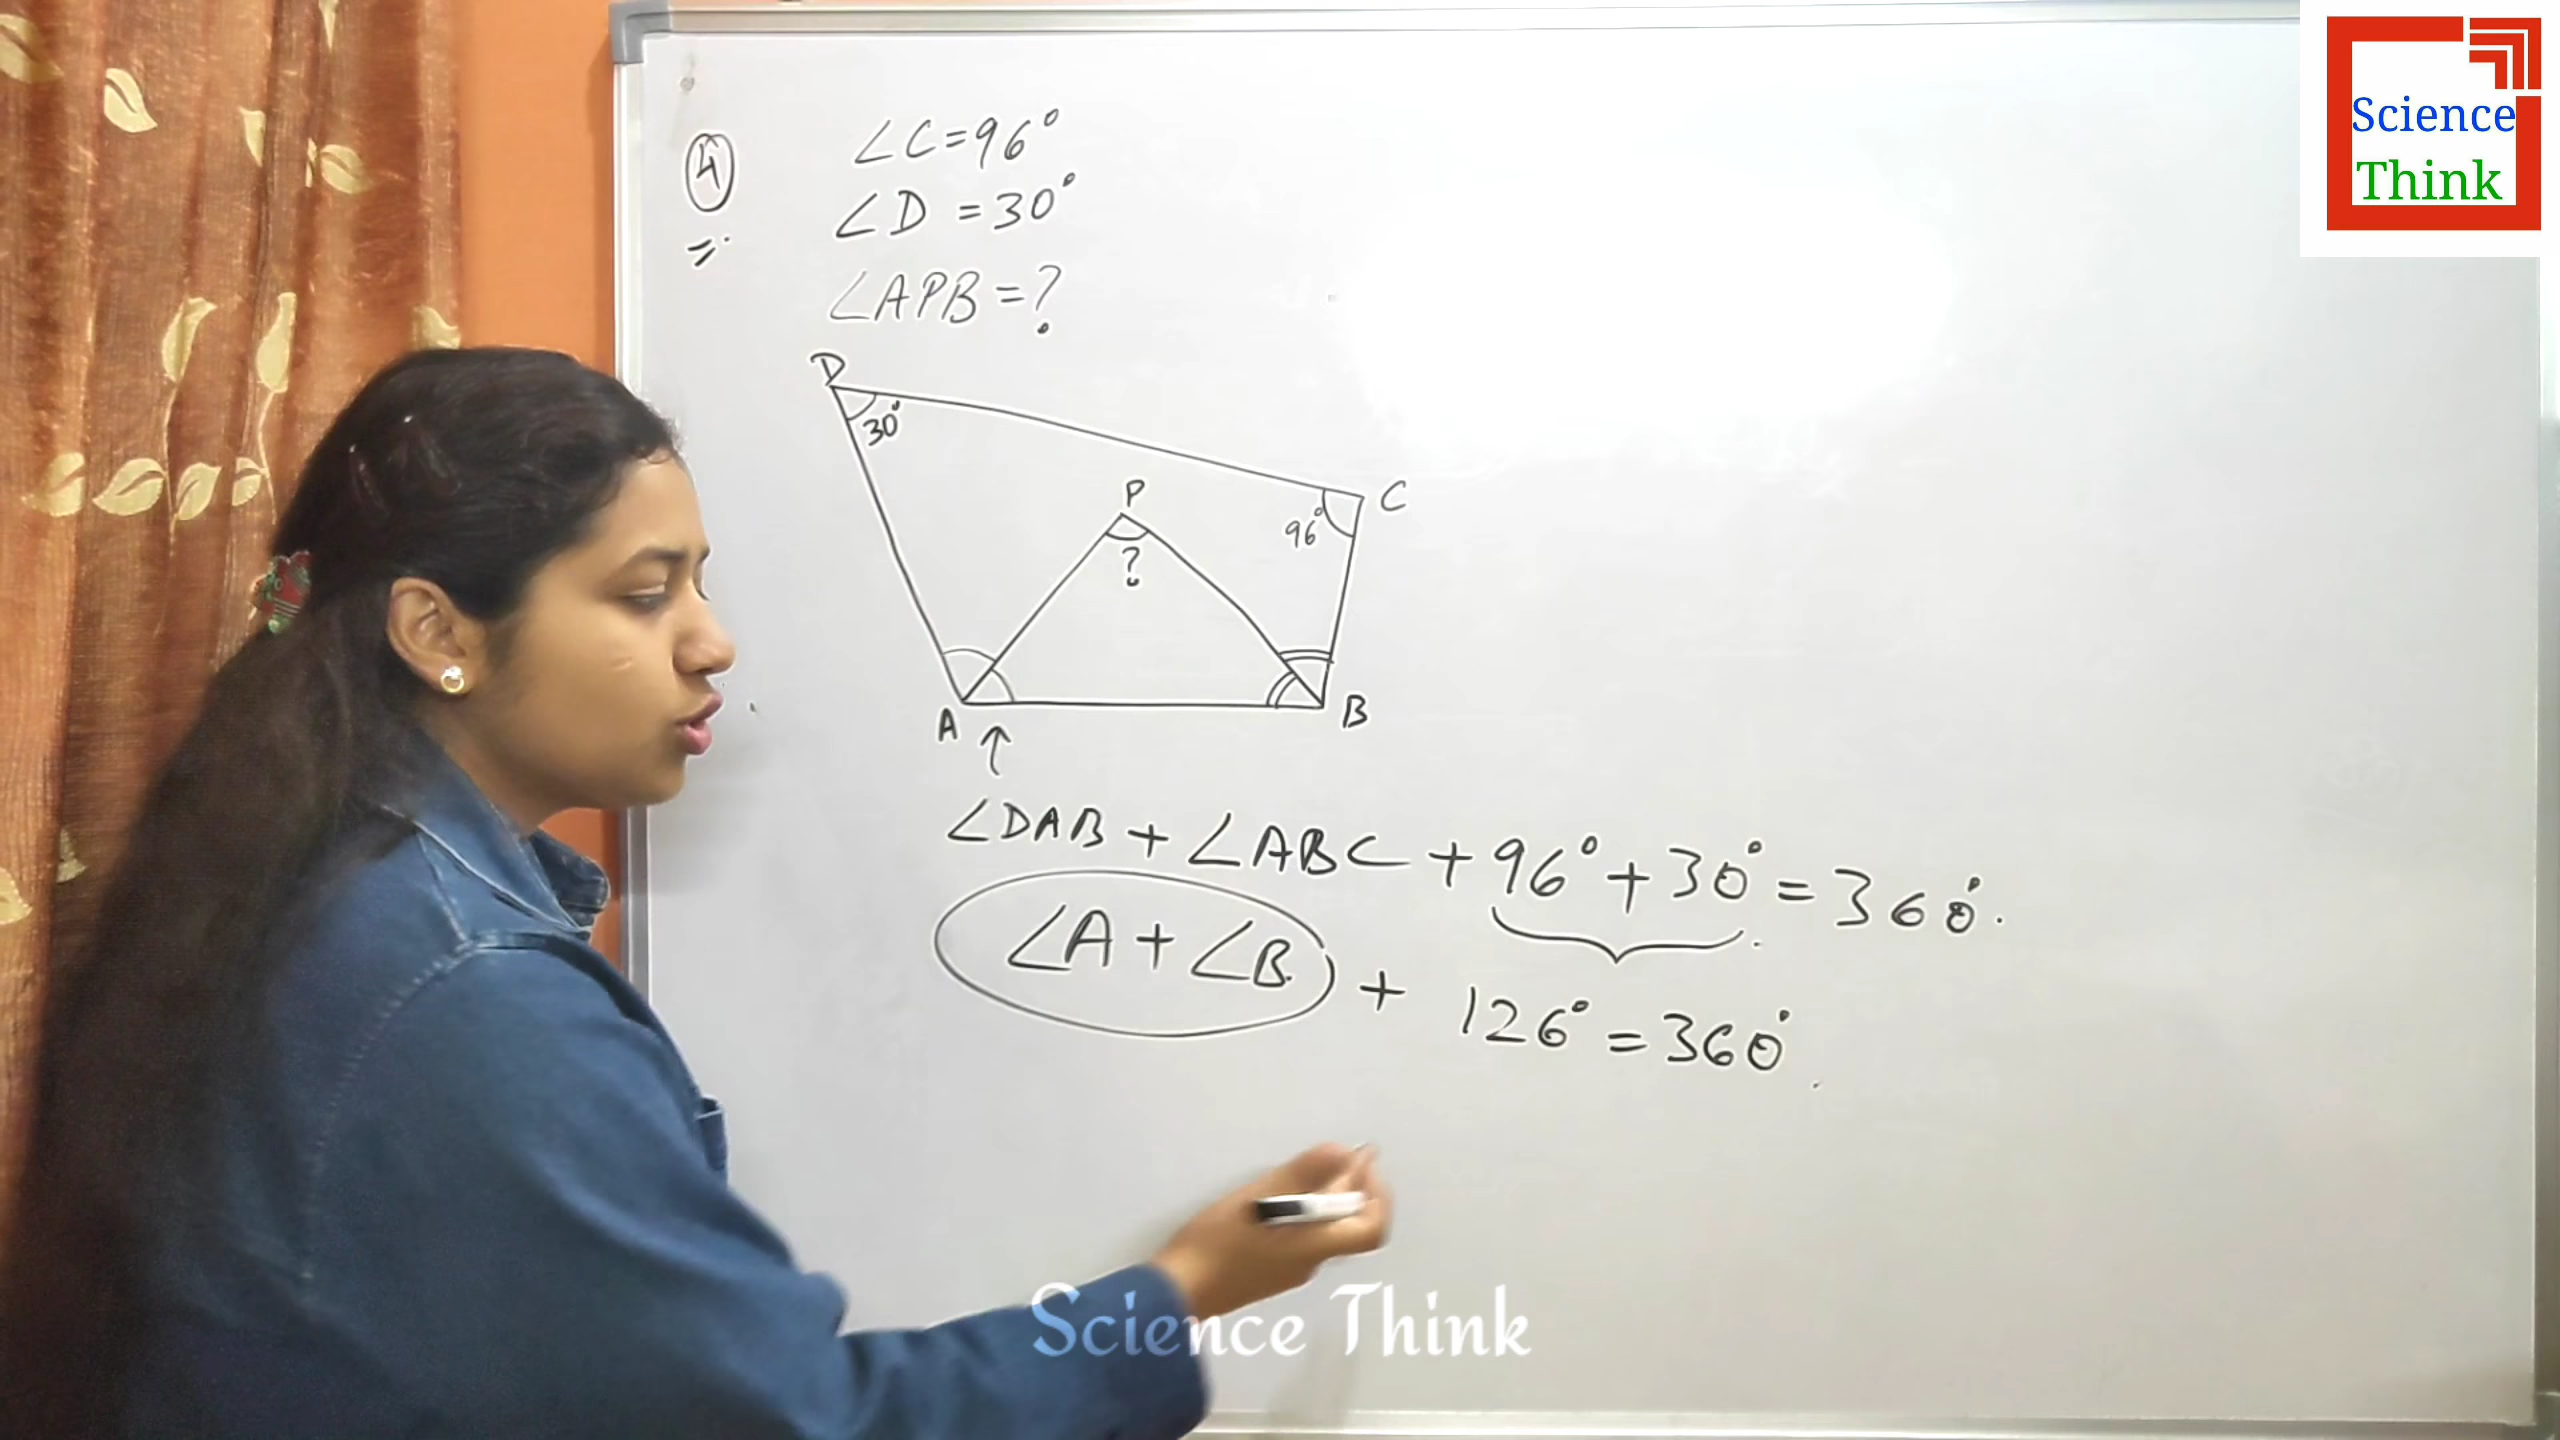 Science
Think
4
∠C=96°
∠D=30°
∠APB=?
D
30°
P
?
C
96°
A
↑
B
∠DAB+∠ABC+96°+30°=360°.
∠A+∠B+126°=360°
Science Think